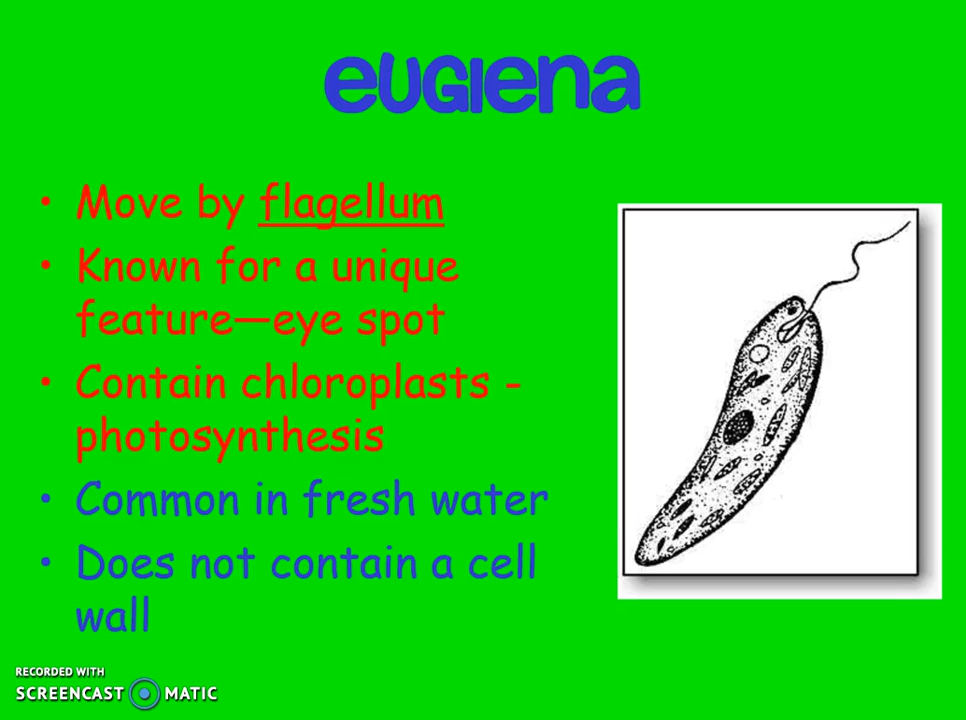 euglena
• Move by flagellum
• Known for a unique
feature—eye spot
• Contain chloroplasts -
photosynthesis
• Common in fresh water
• Does not contain a cell
wall
RECORDED WITH
SCREENCAST MATIC